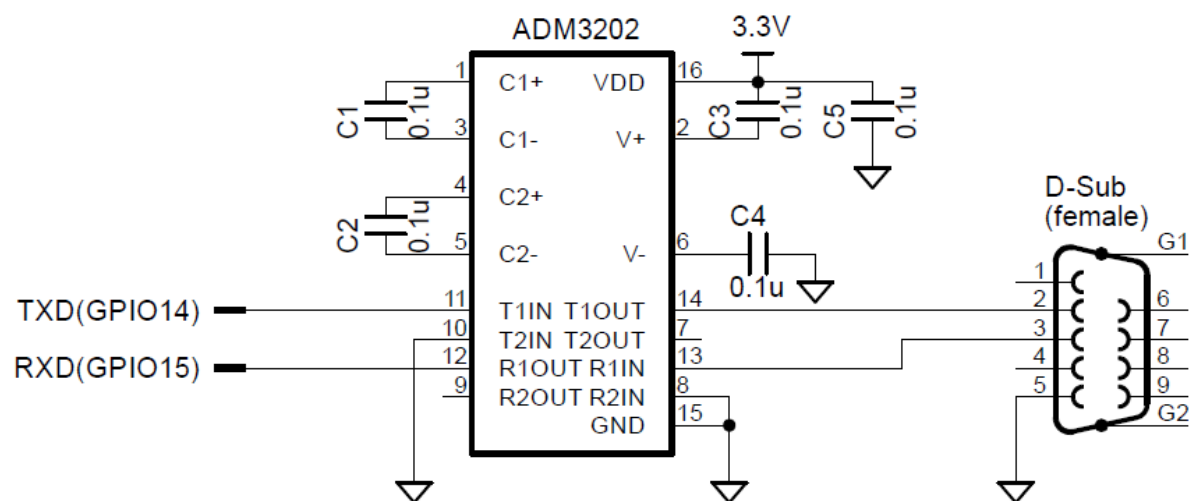 ADM3202
3.3V
1 C1+ VDD 16
C1 0.1u
3 C1- V+ 2
C3 0.1u
C5 0.1u
4 C2+
C2 0.1u
5 C2- V- 6
C4
0.1u
D-Sub
(female)
G1
TXD(GPIO14) 11 T1IN T1OUT 14
10 T2IN T2OUT 7
RXD(GPIO15) 12 R1OUT R1IN 13
9 R2OUT R2IN 8
GND 15
1
2 6
3 7
4 8
5 9
G2